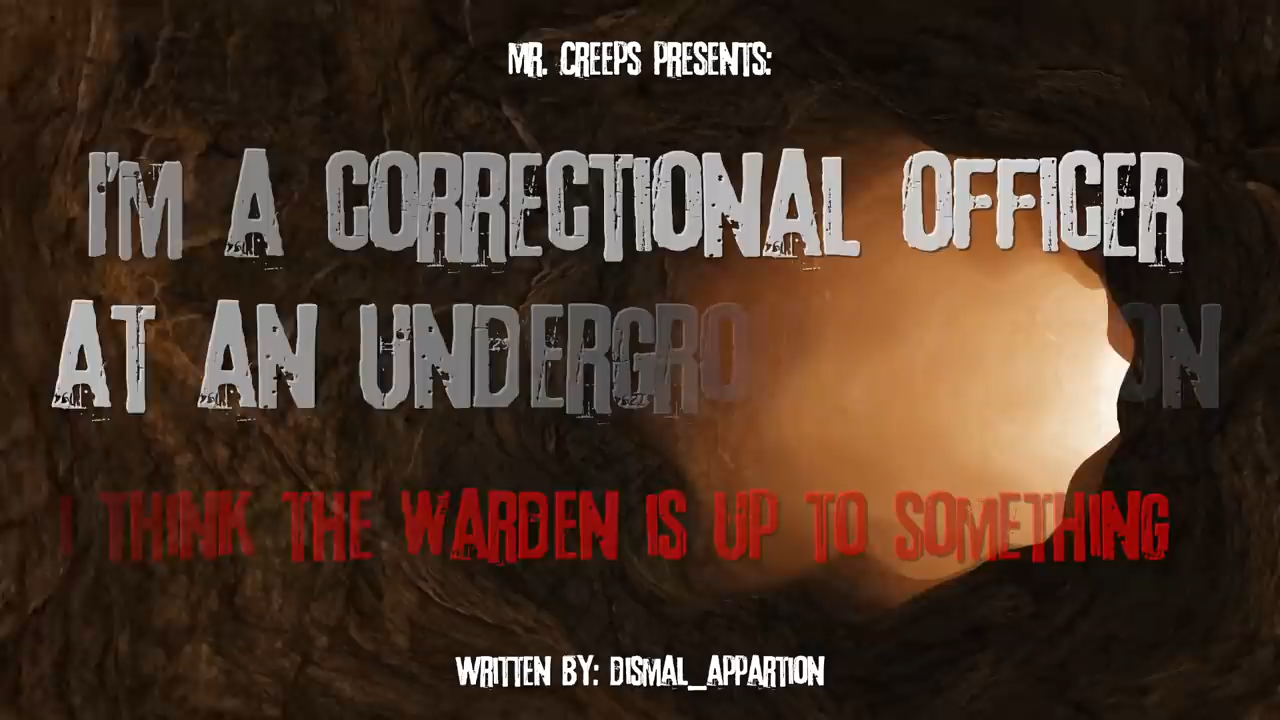 MR. CREEPS PRESENTS:
I'M A CORRECTIONAL OFFICER
AT AN UNDERGRO ON
I THINK THE WARDEN IS UP TO SOMETHING
WRITTEN BY: DISMAL_APPARTION